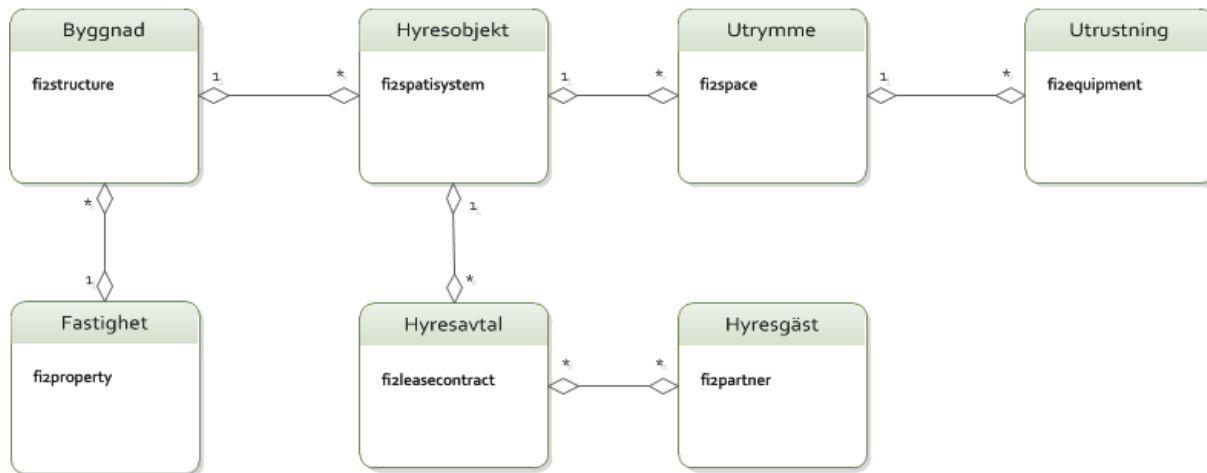 Byggnad
fi2structure
Hyresobjekt
fi2spatisystem
Utrymme
fi2space
Utrustning
fi2equipment
1
*
1
*
1
*
*
1
1
*
Fastighet
fi2property
Hyresavtal
fi2leasecontract
Hyresgäst
fi2partner
*
*